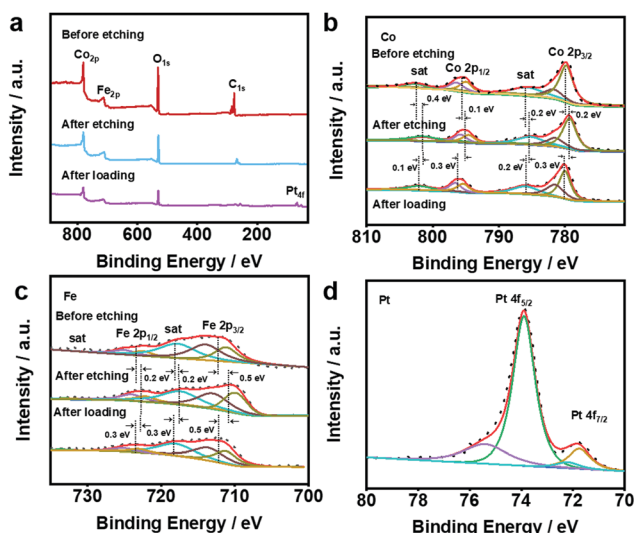 a
Before etching
Co2p
Fe2p
O1s
C1s
After etching
After loading
Pt4f
Intensity / a.u.
800 600 400 200
Binding Energy / eV
b
Co
Before etching
sat Co 2p1/2 sat Co 2p3/2
0.4 eV
0.1 eV
0.2 eV 0.2 eV
After etching
0.1 eV 0.3 eV 0.2 eV 0.3 eV
After loading
Intensity / a.u.
810 800 790 780
Binding Energy / eV
c
Fe
Before etching
sat Fe 2p1/2 sat Fe 2p3/2
After etching
0.2 eV 0.2 eV 0.5 eV
After loading
0.3 eV 0.3 eV 0.5 eV
Intensity / a.u.
730 720 710 700
Binding Energy / eV
d
Pt
Pt 4f5/2
Pt 4f7/2
Intensity / a.u.
80 78 76 74 72 70
Binding Energy / eV